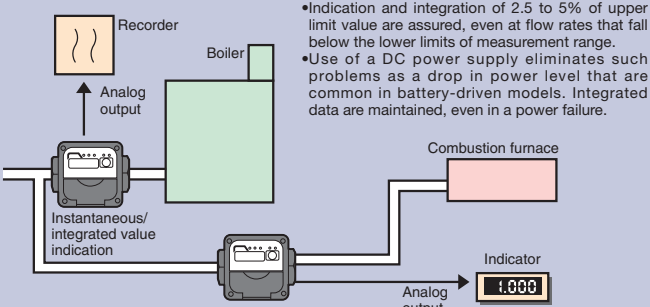 •Indication and integration of 2.5 to 5% of upper
limit value are assured, even at flow rates that fall
below the lower limits of measurement range.
•Use of a DC power supply eliminates such
problems as a drop in power level that are
common in battery-driven models. Integrated
data are maintained, even in a power failure.
Recorder
Boiler
Analog
output
Combustion furnace
Instantaneous/
integrated value
indication
Indicator
1.000
Analog
output